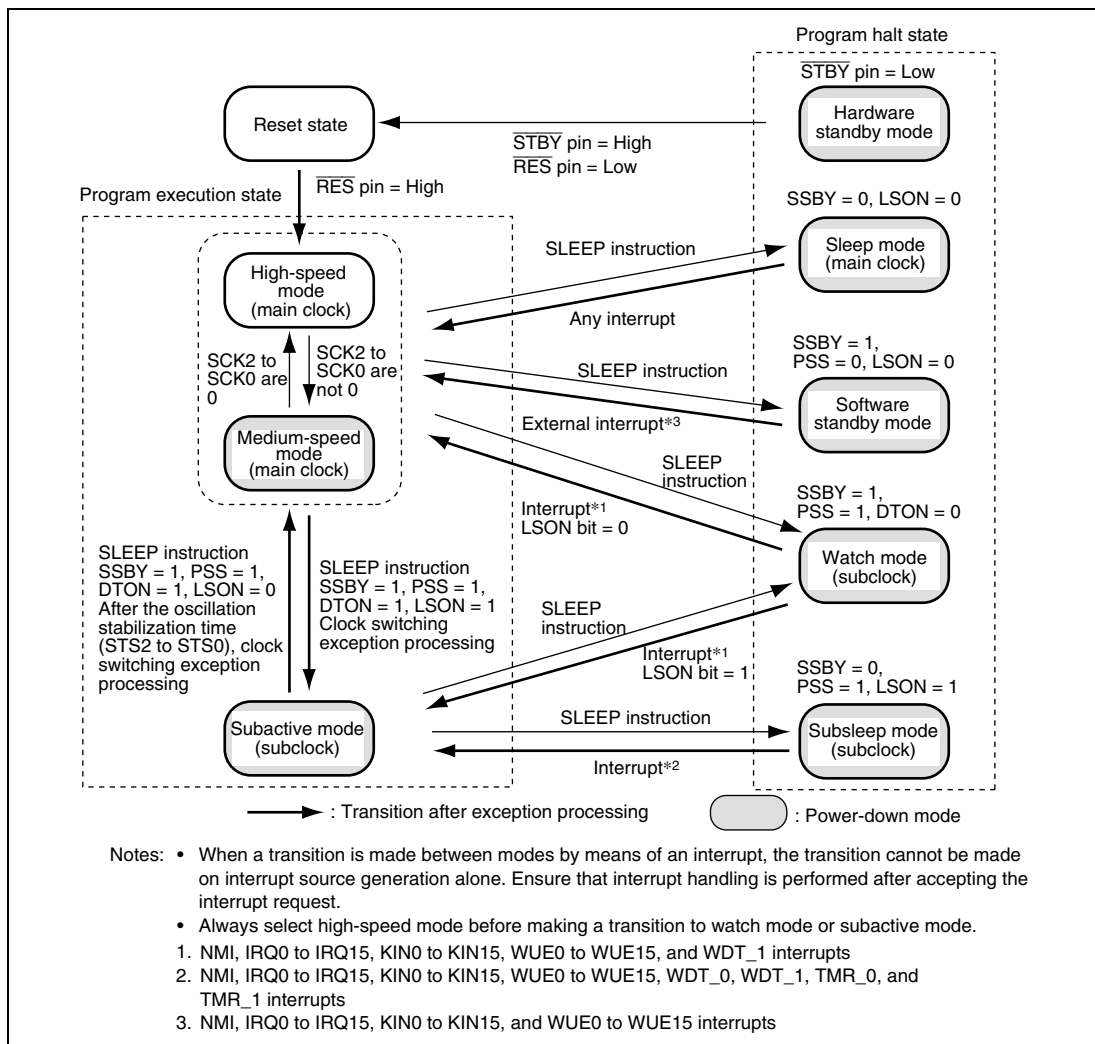 Program halt state
STBY pin = Low
Hardware
standby mode
Reset state
STBY pin = High
RES pin = Low
RES pin = High
Program execution state
SSBY = 0, LSON = 0
Sleep mode
(main clock)
SLEEP instruction
Any interrupt
High-speed
mode
(main clock)
SCK2 to
SCK0 are
0
SCK2 to
SCK0 are
not 0
Medium-speed
mode
(main clock)
SSBY = 1,
PSS = 0, LSON = 0
SLEEP instruction
Software
standby mode
External interrupt*3
SLEEP
instruction
SSBY = 1,
PSS = 1, DTON = 0
Interrupt*1
LSON bit = 0
Watch mode
(subclock)
SLEEP instruction
SSBY = 1, PSS = 1,
DTON = 1, LSON = 0
After the oscillation
stabilization time
(STS2 to STS0), clock
switching exception
processing
SLEEP instruction
SSBY = 1, PSS = 1,
DTON = 1, LSON = 1
Clock switching
exception processing
SLEEP
instruction
Interrupt*1
LSON bit = 1
SSBY = 0,
PSS = 1, LSON = 1
Subactive mode
(subclock)
SLEEP instruction
Subsleep mode
(subclock)
Interrupt*2
: Transition after exception processing
: Power-down mode
Notes: • When a transition is made between modes by means of an interrupt, the transition cannot be made
on interrupt source generation alone. Ensure that interrupt handling is performed after accepting the
interrupt request.
• Always select high-speed mode before making a transition to watch mode or subactive mode.
1. NMI, IRQ0 to IRQ15, KIN0 to KIN15, WUE0 to WUE15, and WDT_1 interrupts
2. NMI, IRQ0 to IRQ15, KIN0 to KIN15, WUE0 to WUE15, WDT_0, WDT_1, TMR_0, and
TMR_1 interrupts
3. NMI, IRQ0 to IRQ15, KIN0 to KIN15, and WUE0 to WUE15 interrupts